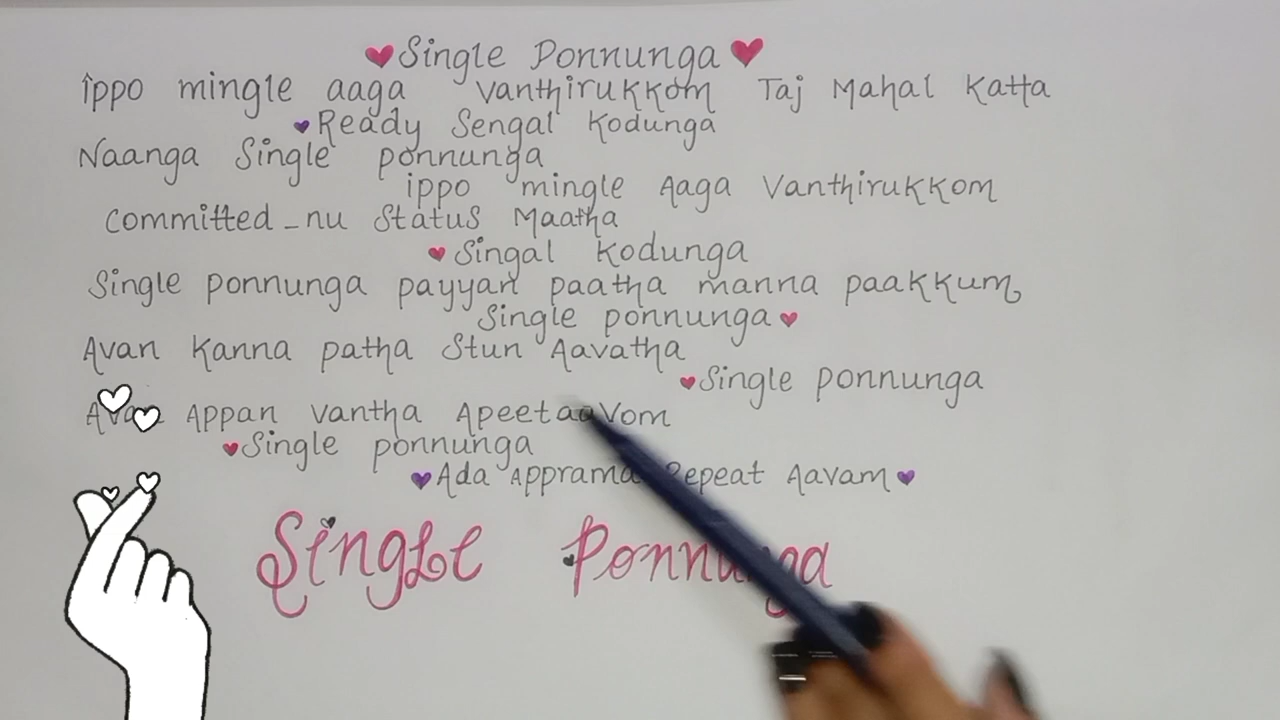 Single Ponnunga
ippo mingle aaga vanthirukkom Taj Mahal Katta
Ready Sengal Kodunga
Naanga Single ponnunga
ippo mingle Aaga Vanthirukkom
Committed_nu Status Maatha
Singal Kodunga
Single ponnunga payyan paatha manna paakkum
Single ponnunga
Avan Kanna patha Stun Aavatha
Single ponnunga
Appan vantha Apeetaavom
Single ponnunga
Ada Apprama Repeat Aavam
Single Ponnunga